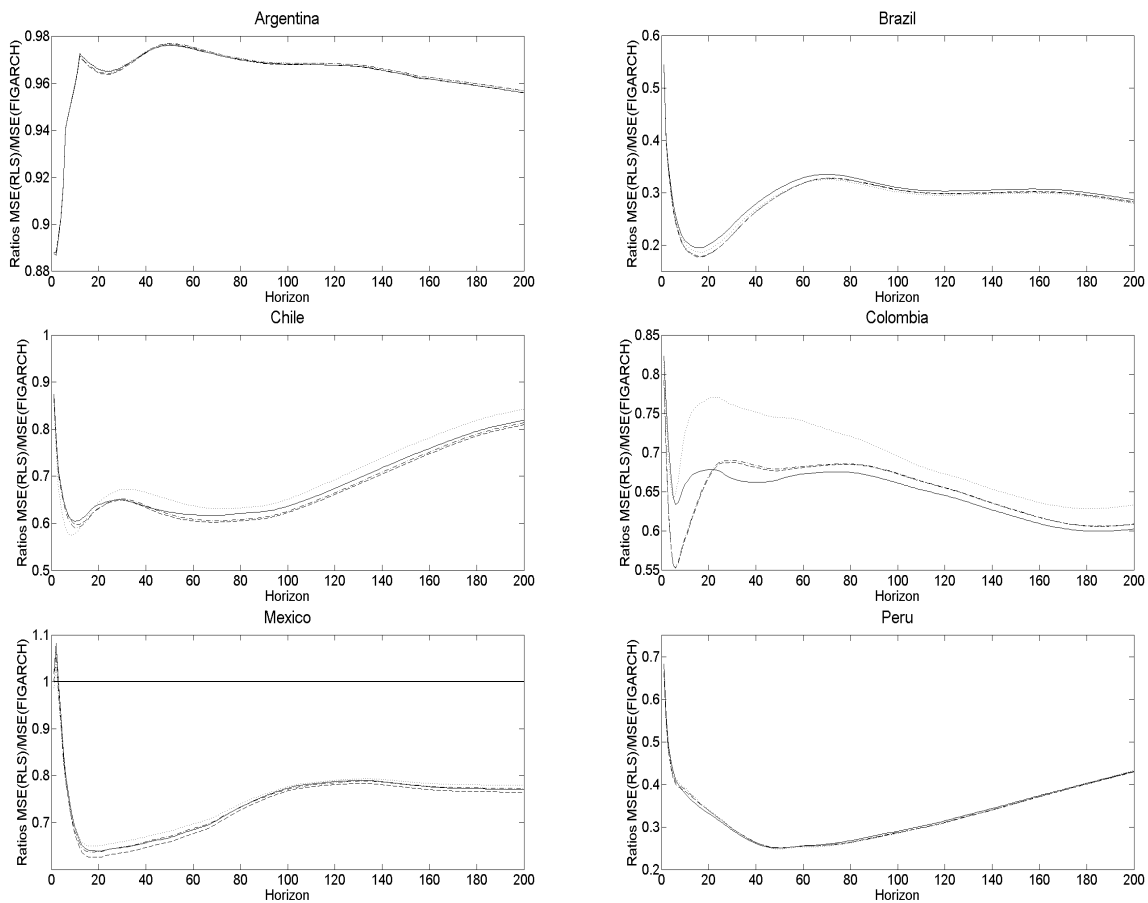 Argentina
Ratios MSE(RLS)/MSE(FIGARCH)
0.98
0.96
0.94
0.92
0.9
0.88
0 20 40 60 80 100 120 140 160 180 200
Horizon
Brazil
Ratios MSE(RLS)/MSE(FIGARCH)
0.6
0.5
0.4
0.3
0.2
0 20 40 60 80 100 120 140 160 180 200
Horizon
Chile
Ratios MSE(RLS)/MSE(FIGARCH)
1
0.9
0.8
0.7
0.6
0.5
0 20 40 60 80 100 120 140 160 180 200
Horizon
Colombia
Ratios MSE(RLS)/MSE(FIGARCH)
0.85
0.8
0.75
0.7
0.65
0.6
0.55
0 20 40 60 80 100 120 140 160 180 200
Horizon
Mexico
Ratios MSE(RLS)/MSE(FIGARCH)
1.1
1
0.9
0.8
0.7
0 20 40 60 80 100 120 140 160 180 200
Horizon
Peru
Ratios MSE(RLS)/MSE(FIGARCH)
0.7
0.6
0.5
0.4
0.3
0.2
0 20 40 60 80 100 120 140 160 180 200
Horizon